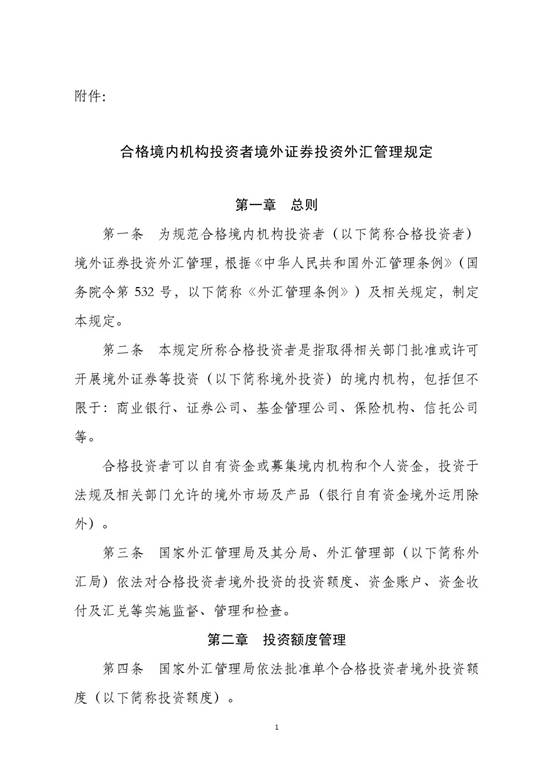 附件：
合格境内机构投资者境外证券投资外汇管理规定
第一章　总则
第一条　为规范合格境内机构投资者（以下简称合格投资者）
境外证券投资外汇管理，根据《中华人民共和国外汇管理条例》（国
务院令第 532 号，以下简称《外汇管理条例》）及相关规定，制定
本规定。
第二条　本规定所称合格投资者是指取得相关部门批准或许可
开展境外证券等投资（以下简称境外投资）的境内机构，包括但不
限于：商业银行、证券公司、基金管理公司、保险机构、信托公司
等。
合格投资者可以自有资金或募集境内机构和个人资金，投资于
法规及相关部门允许的境外市场及产品（银行自有资金境外运用除
外）。
第三条　国家外汇管理局及其分局、外汇管理部（以下简称外
汇局）依法对合格投资者境外投资的投资额度、资金账户、资金收
付及汇兑等实施监督、管理和检查。
第二章　投资额度管理
第四条　国家外汇管理局依法批准单个合格投资者境外投资额
度（以下简称投资额度）。
1